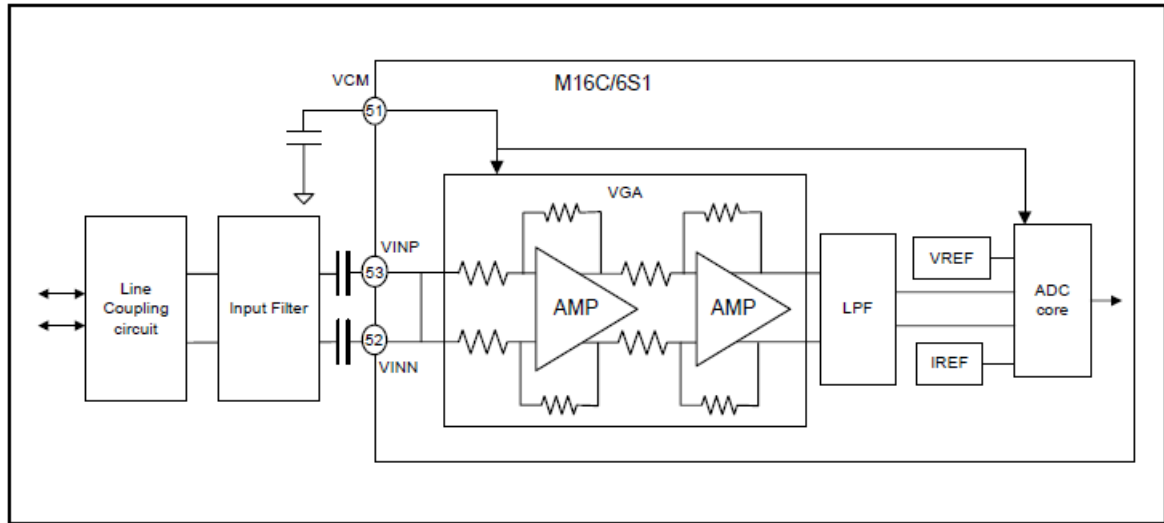 M16C/6S1
VCM
51
VGA
VINP
53
52
VINN
Line
Coupling
circuit
Input Filter
AMP
AMP
LPF
VREF
IREF
ADC
core